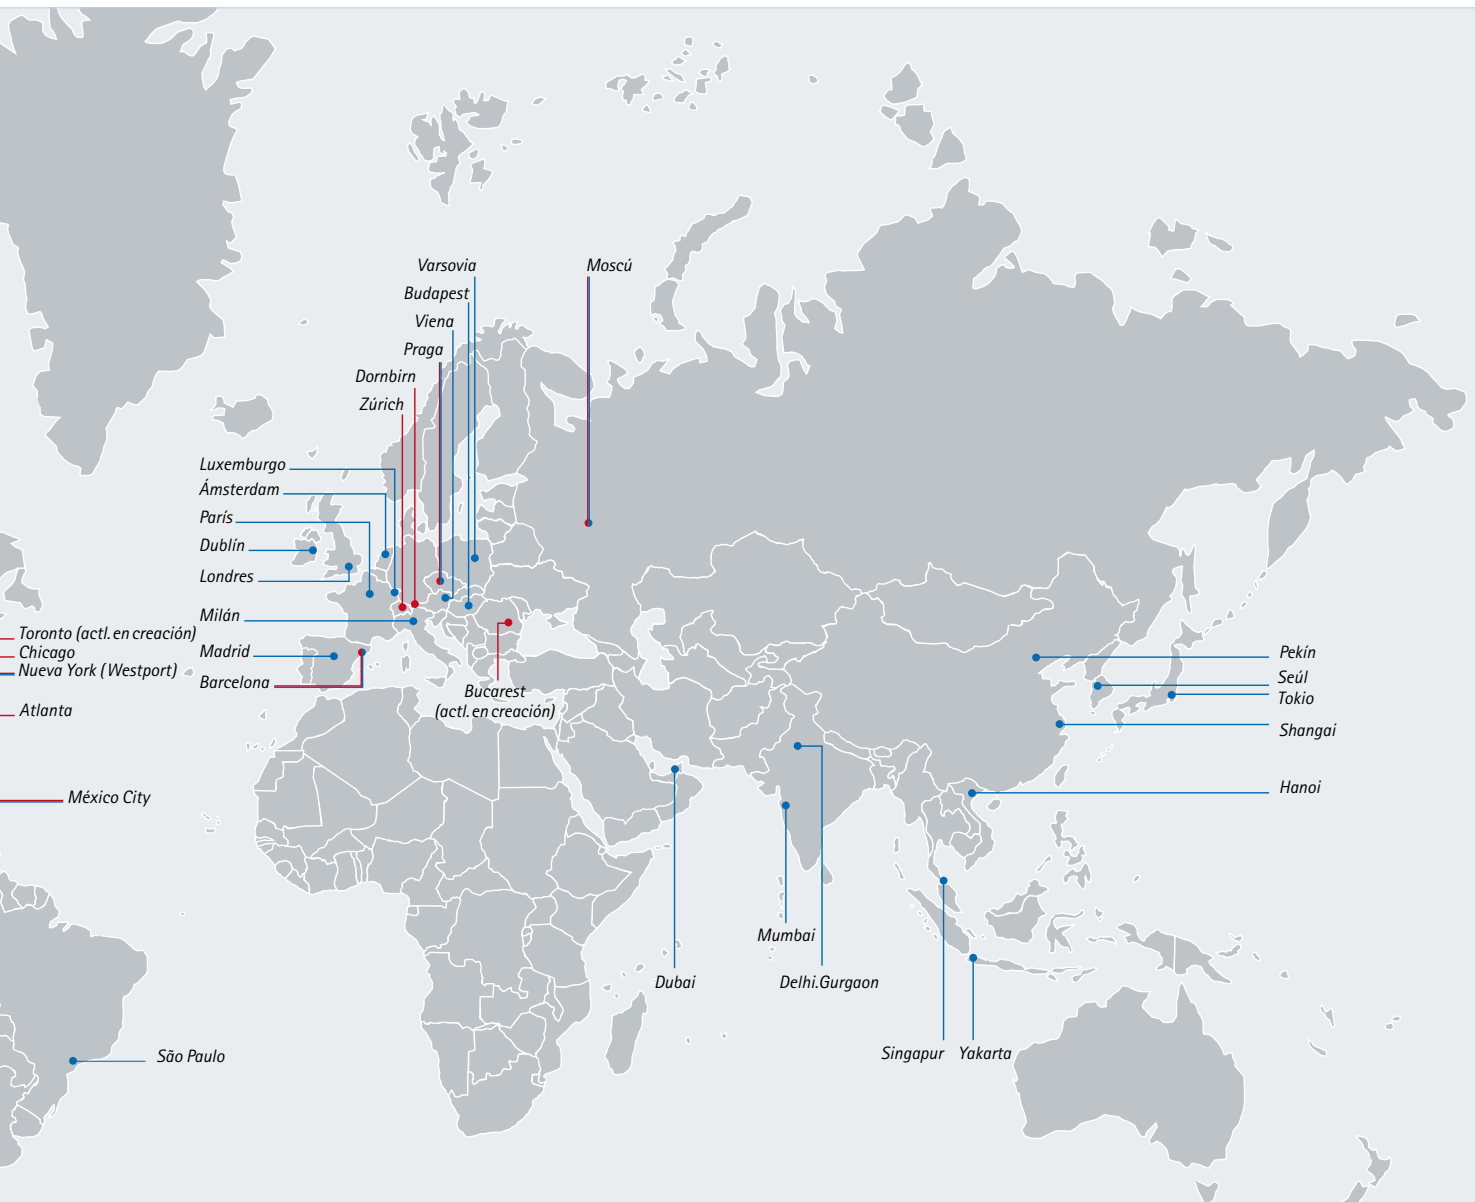 Varsovia
Moscú
Budapest
Viena
Praga
Dornbirn
Zúrich
Luxemburgo
Ámsterdam
París
Dublín
Londres
Milán
Toronto (actl. en creación)
Chicago
Madrid
Nueva York (Westport)
Barcelona
Bucarest
(actl. en creación)
Atlanta
Pekín
Seúl
Tokio
Shangai
Hanoi
México City
Mumbai
Dubai
Delhi.Gurgaon
São Paulo
Singapur
Yakarta